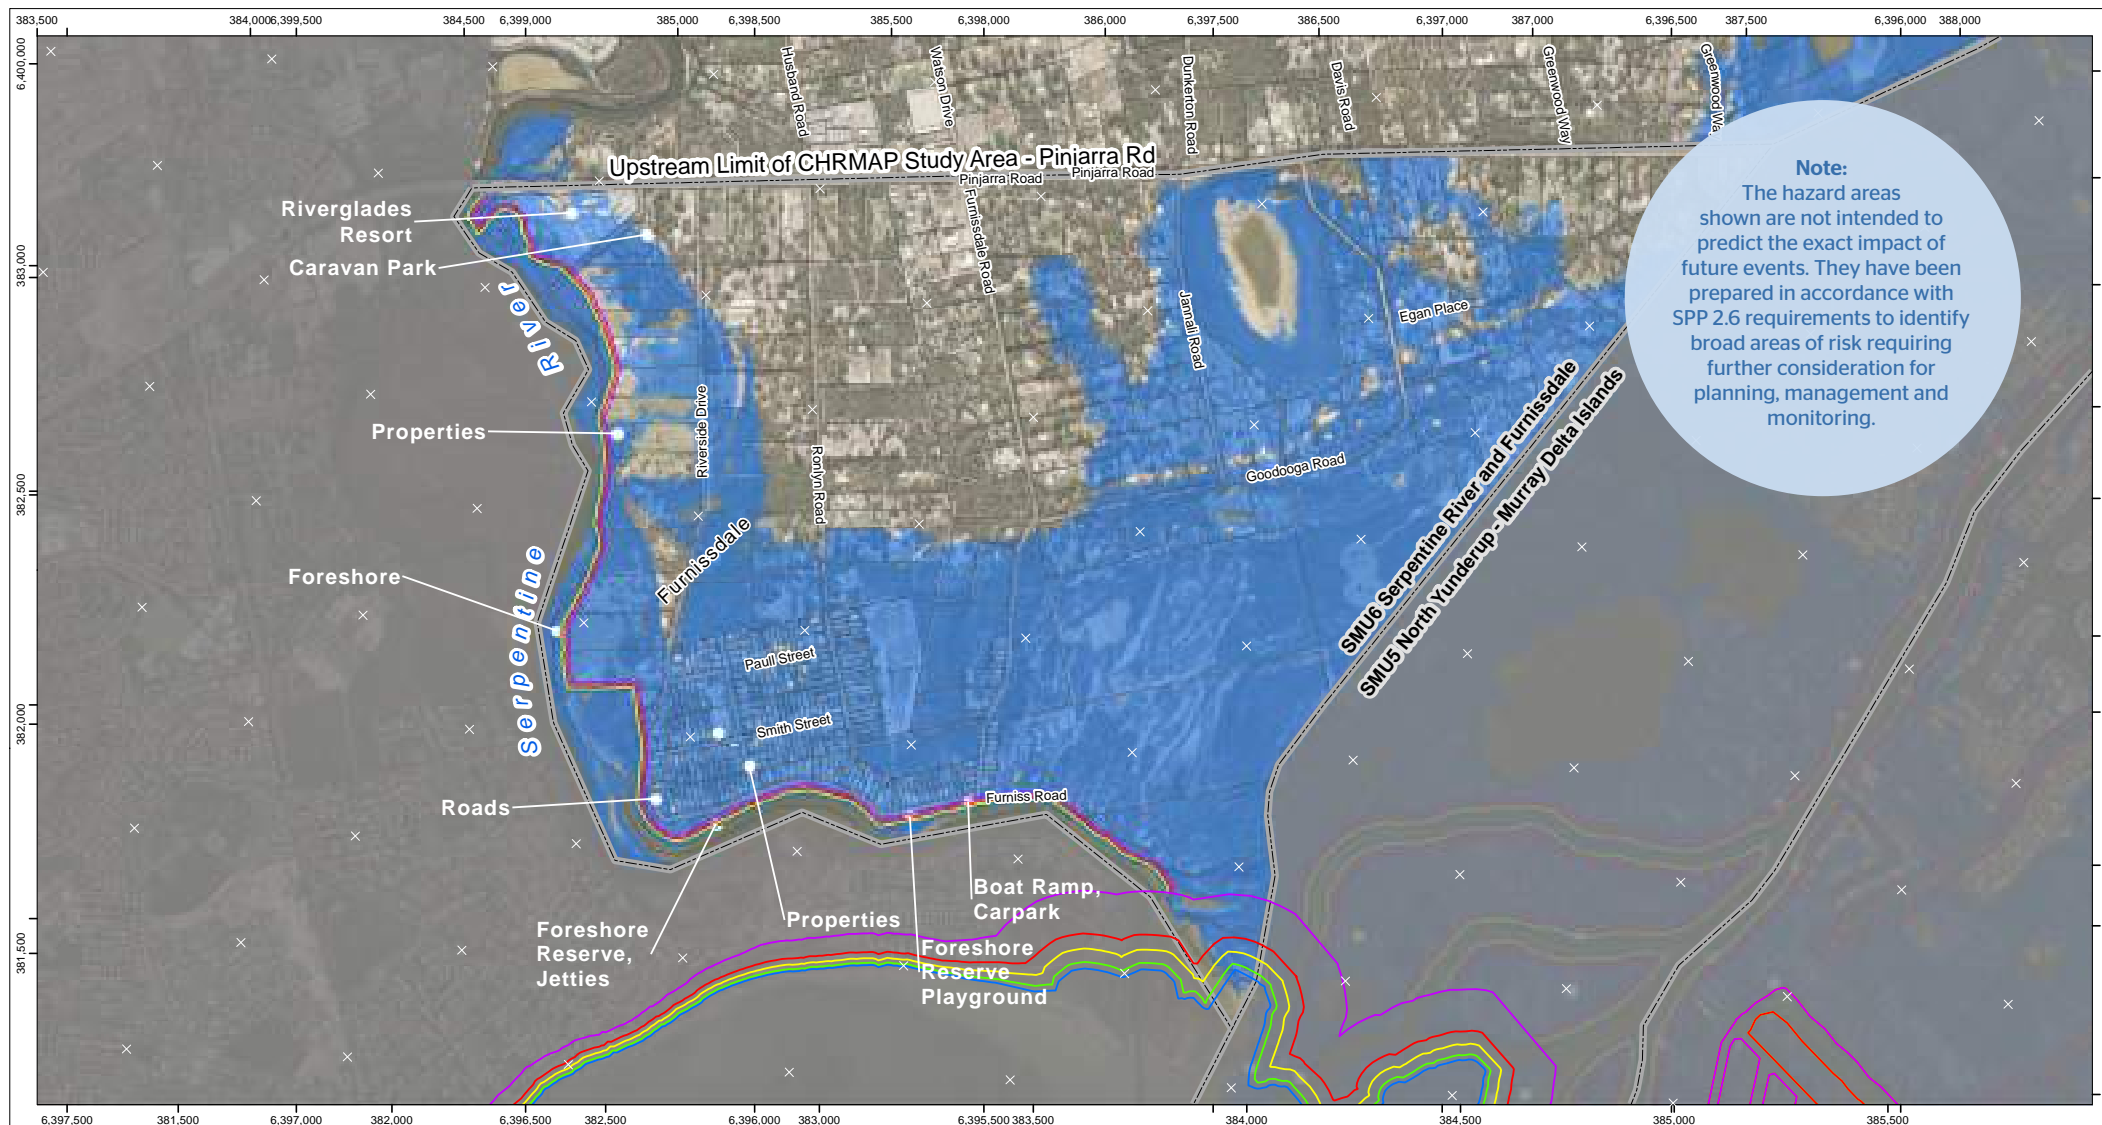 383,500
384,000
6,399,500
384,500
6,399,000
385,000
6,398,500
385,500
6,398,000
386,000
6,397,500
386,500
6,397,000
387,000
6,396,500
387,500
6,396,000
388,000
6,400,000
383,000
382,500
382,000
381,500
Husband Road
Watson Drive
Dunkerton Road
Davis Road
Greenwood Way
Greenwood Wa
Upstream Limit of CHRMAP Study Area - Pinjarra Rd
Pinjarra Road
Pinjarra Road
Riverglades
Resort
Caravan Park
River
Properties
Riverside Drive
Ronlyn Road
Furnissdale Road
Jannali Road
Egan Place
Goodooga Road
Furnissdale
Foreshore
Serpentine
Paull Street
Smith Street
Roads
Furniss Road
SMU6 Serpentine River and Furnissdale
SMU5 North Yunderup - Murray Delta Islands
Note:
The hazard areas
shown are not intended to
predict the exact impact of
future events. They have been
prepared in accordance with
SPP 2.6 requirements to identify
broad areas of risk requiring
further consideration for
planning, management and
monitoring.
Foreshore
Reserve,
Jetties
Properties
Boat Ramp,
Carpark
Foreshore
Reserve
Playground
6,397,500
381,500
6,397,000
382,000
6,396,500
382,500
6,396,000
383,000
6,395,500
383,500
384,000
384,500
385,000
385,500